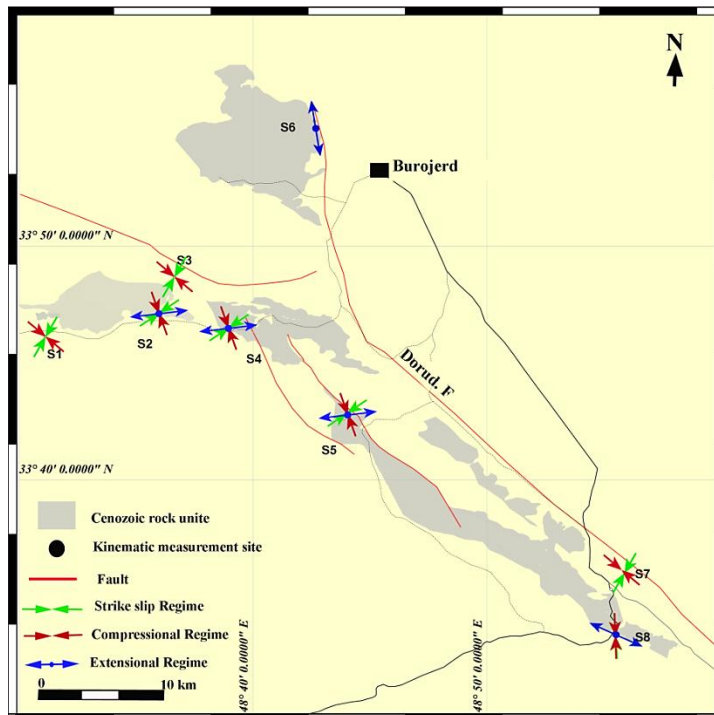 N
S6
Burojerd
33° 50' 0.0000" N
S3
S2
S4
S1
Dorud. F
S5
33° 40' 0.0000" N
Cenozoic rock unite
Kinematic measurement site
Fault
S7
Strike slip Regime
Compressional Regime
S8
Extensional Regime
0 10 km
48° 40' 0.0000" E
48° 50' 0.0000" E